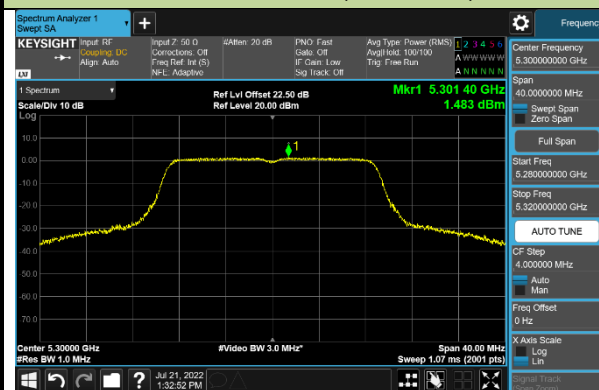 Spectrum Analyzer 1
Swept SA
+
Frequenc
KEYSIGHT Input: RF Input Z: 50 Ω #Atten: 20 dB PNO: Fast Avg Type: Power (RMS) 1 2 3 4 5 6
Coupling: DC Corrections: Off Gate: Off Avg|Hold: 100/100 A W W W W W
Align: Auto Freq Ref: Int (S) IF Gain: Low Trig: Free Run
NFE: Adaptive Sig Track: Off A N N N N N
LXI
1 Spectrum Ref Lvl Offset 22.50 dB Mkr1 5.301 40 GHz
Scale/Div 10 dB Ref Level 20.00 dBm 1.483 dBm
Log
10.0
1
0.00
-10.0
-20.0
-30.0
-40.0
-50.0
-60.0
-70.0
Center 5.30000 GHz #Video BW 3.0 MHz* Span 40.00 MHz
#Res BW 1.0 MHz Sweep 1.07 ms (2001 pts)
? Jul 21, 2022
1:32:52 PM
Center Frequency
5.300000000 GHz
Span
40.0000000 MHz
Swept Span
Zero Span
Full Span
Start Freq
5.280000000 GHz
Stop Freq
5.320000000 GHz
AUTO TUNE
CF Step
4.000000 MHz
Auto
Man
Freq Offset
0 Hz
X Axis Scale
Log
Lin
Signal Track